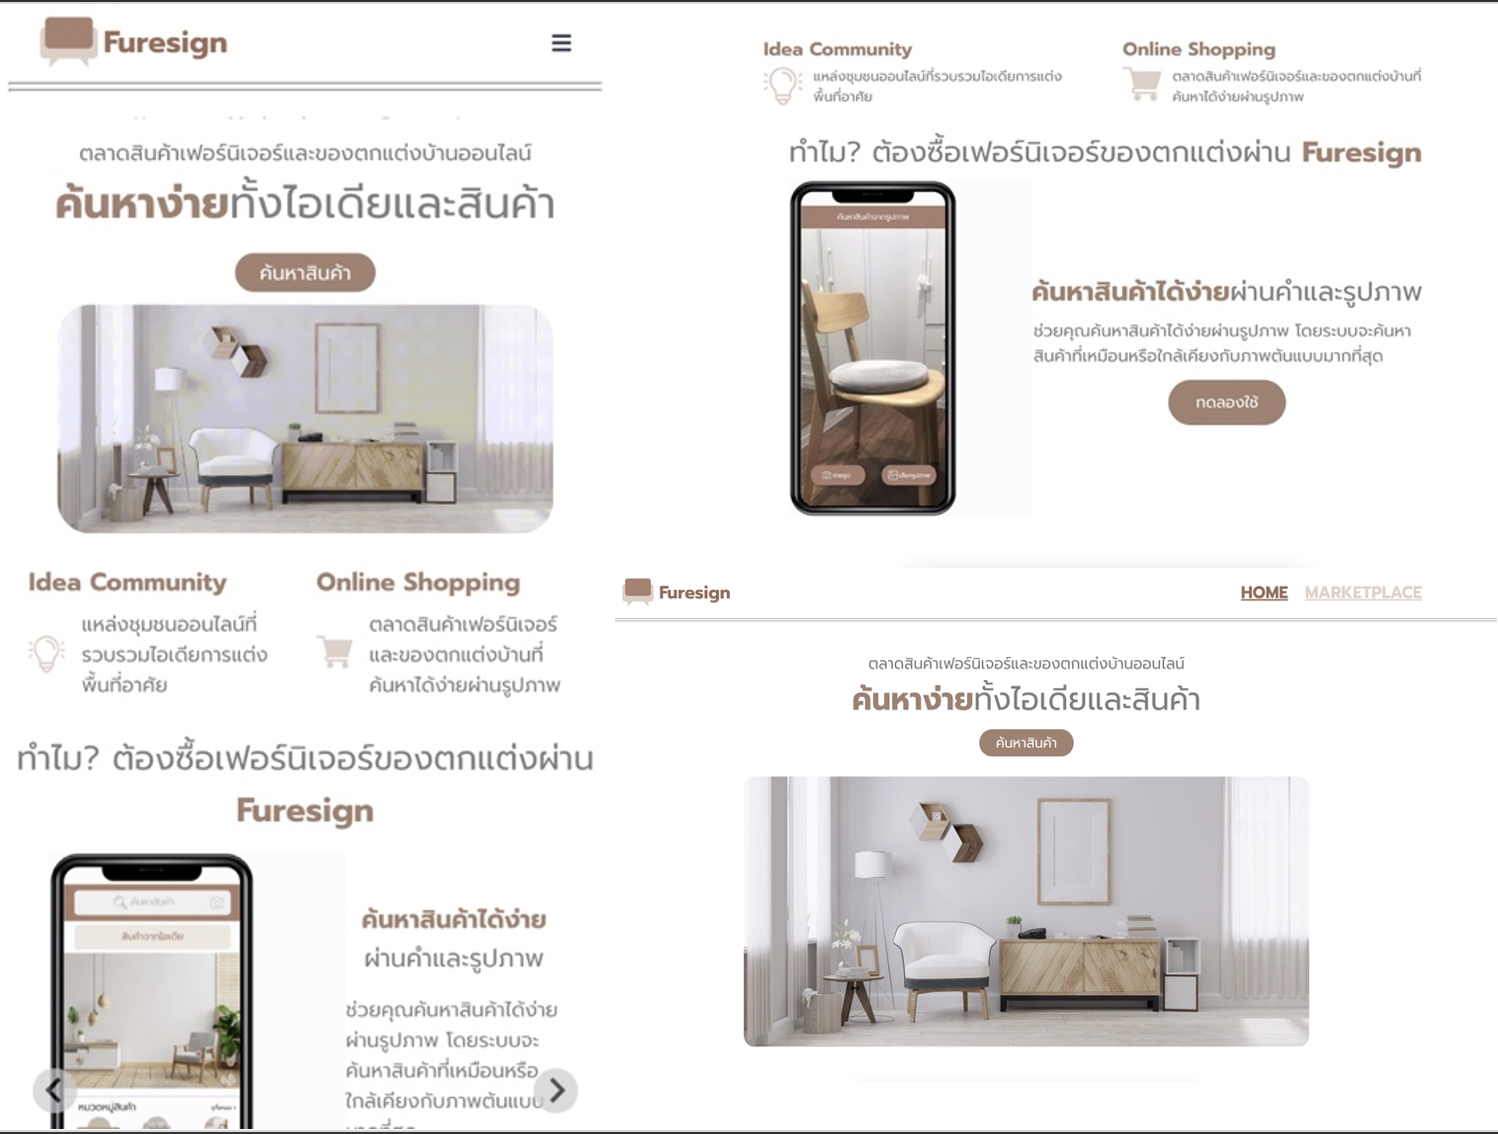 Furesign
ตลาดสินค้าเฟอร์นิเจอร์และของตกแต่งบ้านออนไลน์
ค้นหาง่ายทั้งไอเดียและสินค้า
ค้นหาสินค้า
Idea Community
แหล่งชุมชนออนไลน์ที่
รวบรวมไอเดียการแต่ง
พื้นที่อาศัย
Online Shopping
ตลาดสินค้าเฟอร์นิเจอร์
และของตกแต่งบ้านที่
ค้นหาได้ง่ายผ่านรูปภาพ
ทำไม? ต้องซื้อเฟอร์นิเจอร์ของตกแต่งผ่าน
Furesign
ค้นหาสินค้า
สินค้าจากไอเดีย
หมวดหมู่สินค้า
ค้นหาสินค้าได้ง่าย
ผ่านคำและรูปภาพ
ช่วยคุณค้นหาสินค้าได้ง่าย
ผ่านรูปภาพ โดยระบบจะ
ค้นหาสินค้าที่เหมือนหรือ
ใกล้เคียงกับภาพต้นแบบ
Idea Community
แหล่งชุมชนออนไลน์ที่รวบรวมไอเดียการแต่ง
พื้นที่อาศัย
Online Shopping
ตลาดสินค้าเฟอร์นิเจอร์และของตกแต่งบ้านที่
ค้นหาได้ง่ายผ่านรูปภาพ
ทำไม? ต้องซื้อเฟอร์นิเจอร์ของตกแต่งผ่าน Furesign
ค้นหาสินค้าจากรูปภาพ
ถ่ายรูป
เลือกรูปภาพ
ค้นหาสินค้าได้ง่ายผ่านคำและรูปภาพ
ช่วยคุณค้นหาสินค้าได้ง่ายผ่านรูปภาพ โดยระบบจะค้นหา
สินค้าที่เหมือนหรือใกล้เคียงกับภาพต้นแบบมากที่สุด
ทดลองใช้
Furesign
HOME MARKETPLACE
ตลาดสินค้าเฟอร์นิเจอร์และของตกแต่งบ้านออนไลน์
ค้นหาง่ายทั้งไอเดียและสินค้า
ค้นหาสินค้า